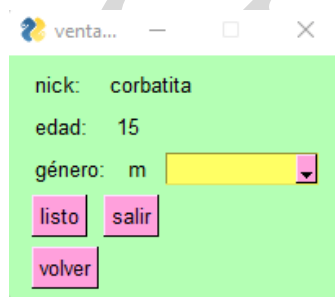 venta...
nick: corbatita
edad: 15
género: m
listo salir
volver